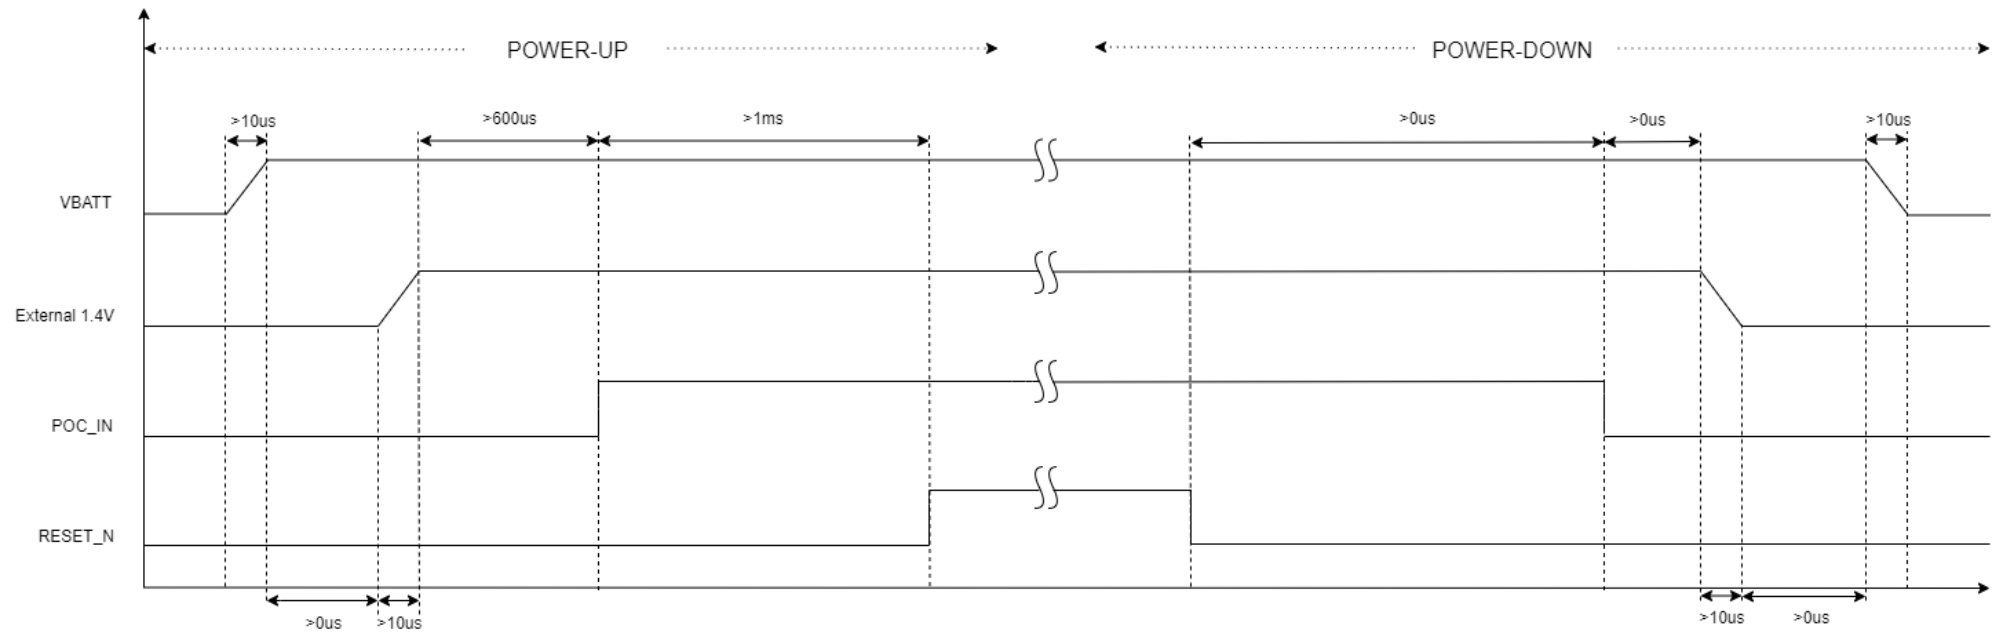 POWER-UP
POWER-DOWN
>10us
>600us
>1ms
>0us
>0us
>10us
VBATT
External 1.4V
POC_IN
RESET_N
>0us
>10us
>10us
>0us